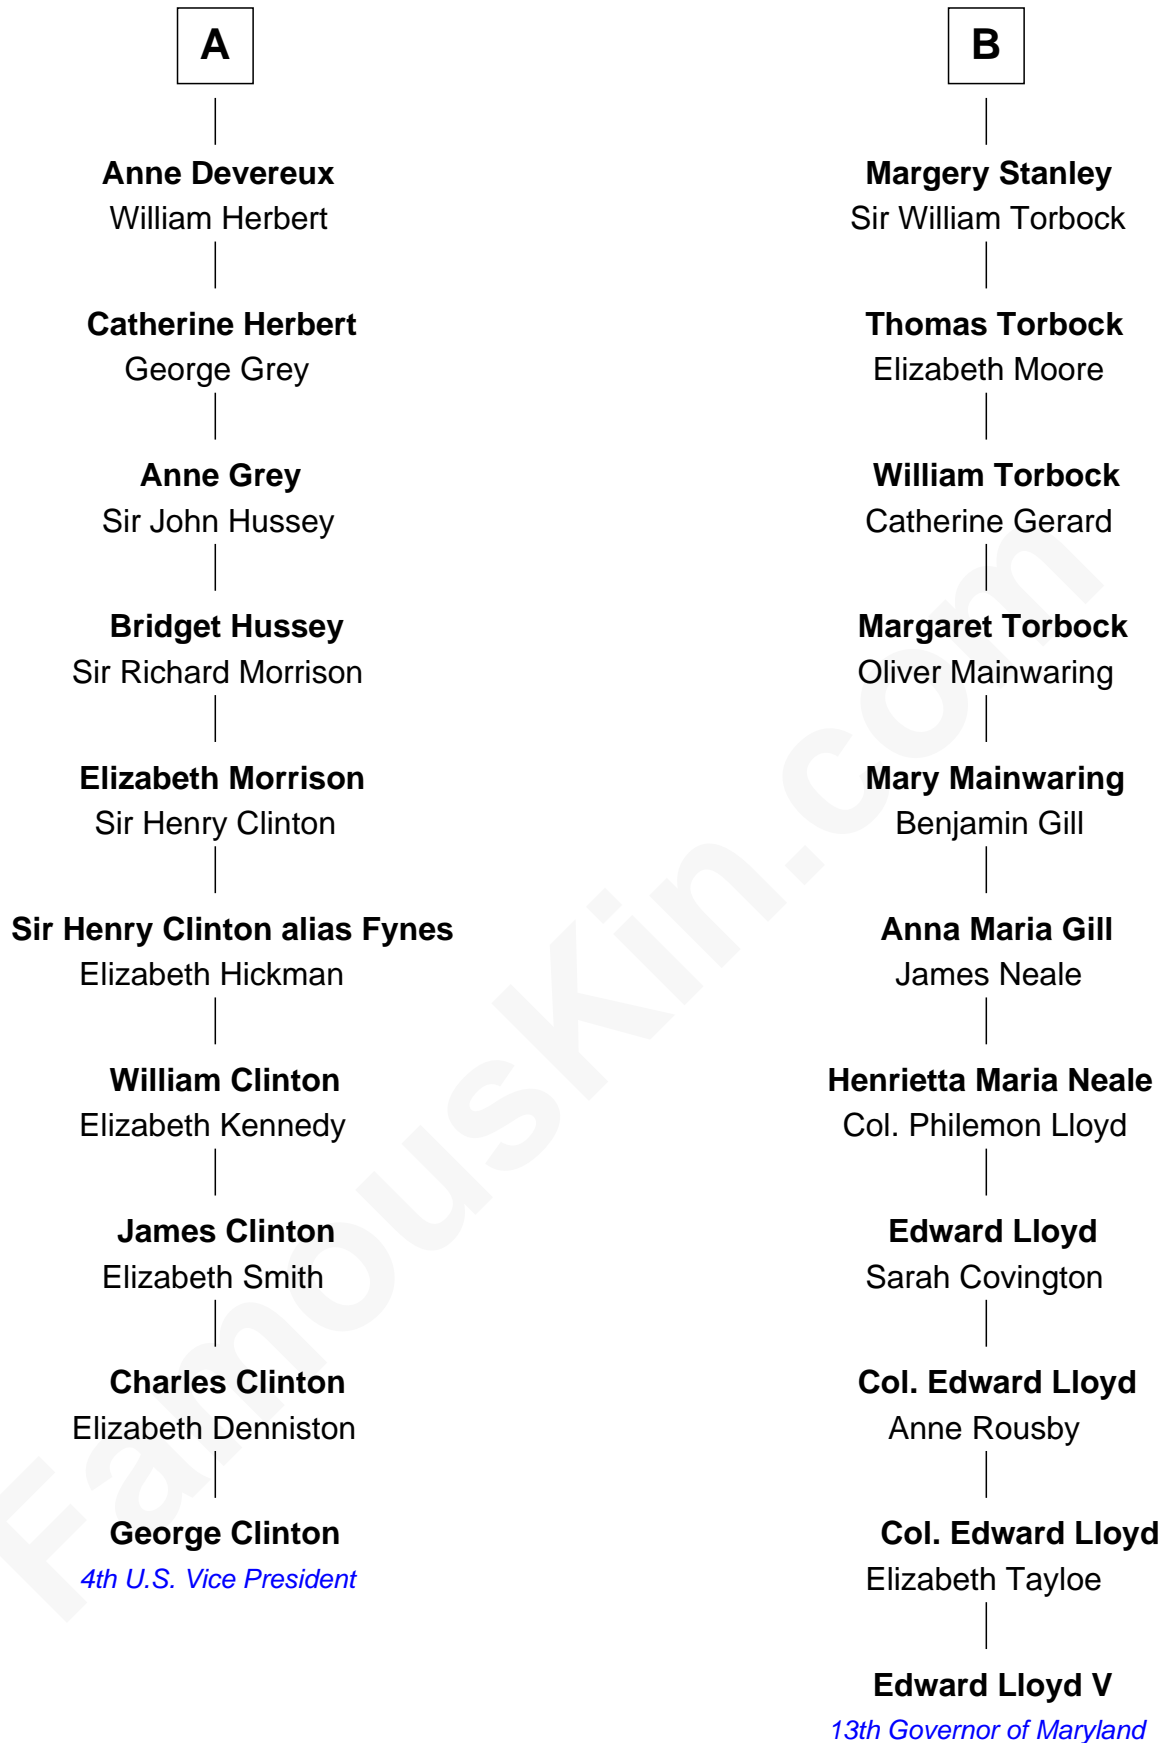 A
Anne Devereux
William Herbert
Catherine Herbert
George Grey
Anne Grey
Sir John Hussey
Bridget Hussey
Sir Richard Morrison
Elizabeth Morrison
Sir Henry Clinton
Sir Henry Clinton alias Fynes
Elizabeth Hickman
William Clinton
Elizabeth Kennedy
James Clinton
Elizabeth Smith
Charles Clinton
Elizabeth Denniston
George Clinton
4th U.S. Vice President
B
Margery Stanley
Sir William Torbock
Thomas Torbock
Elizabeth Moore
William Torbock
Catherine Gerard
Margaret Torbock
Oliver Mainwaring
Mary Mainwaring
Benjamin Gill
Anna Maria Gill
James Neale
Henrietta Maria Neale
Col. Philemon Lloyd
Edward Lloyd
Sarah Covington
Col. Edward Lloyd
Anne Rousby
Col. Edward Lloyd
Elizabeth Tayloe
Edward Lloyd V
13th Governor of Maryland
FamousKin.com